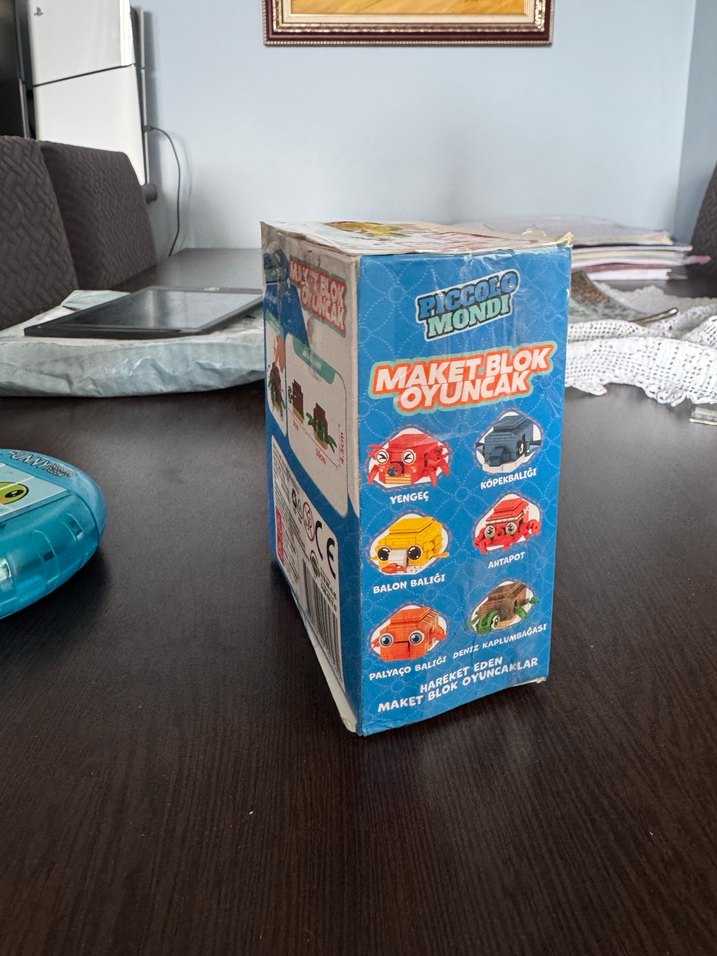 PICCOLO
MONDI
MAKET BLOK
OYUNCAK
YENGEÇ
KÖPEKBALIĞI
BALON BALIĞI
AHTAPOT
PALYAÇO BALIĞI
DENİZ KAPLUMBAĞASI
HAREKET EDEN
MAKET BLOK OYUNCAKLAR
MAKET BLOK
OYUNCAK
CE